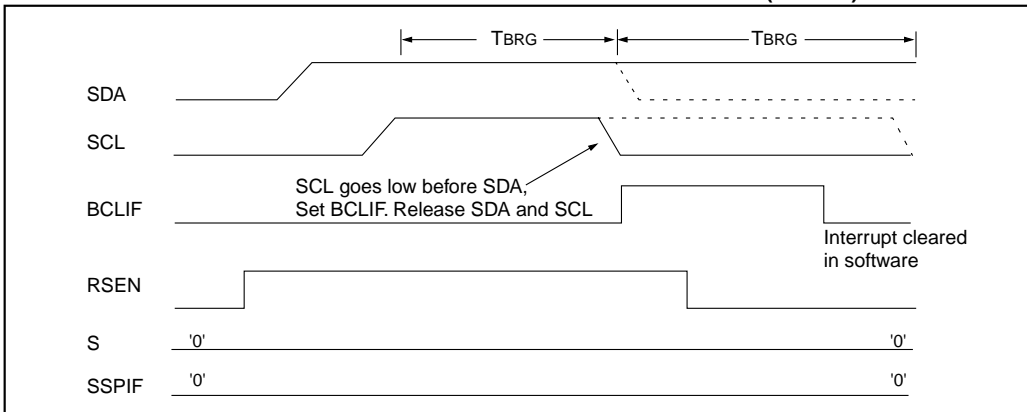 TBRG TBRG
SDA
SCL
SCL goes low before SDA,
Set BCLIF. Release SDA and SCL
BCLIF
Interrupt cleared
in software
RSEN
S '0' '0'
SSPIF '0' '0'